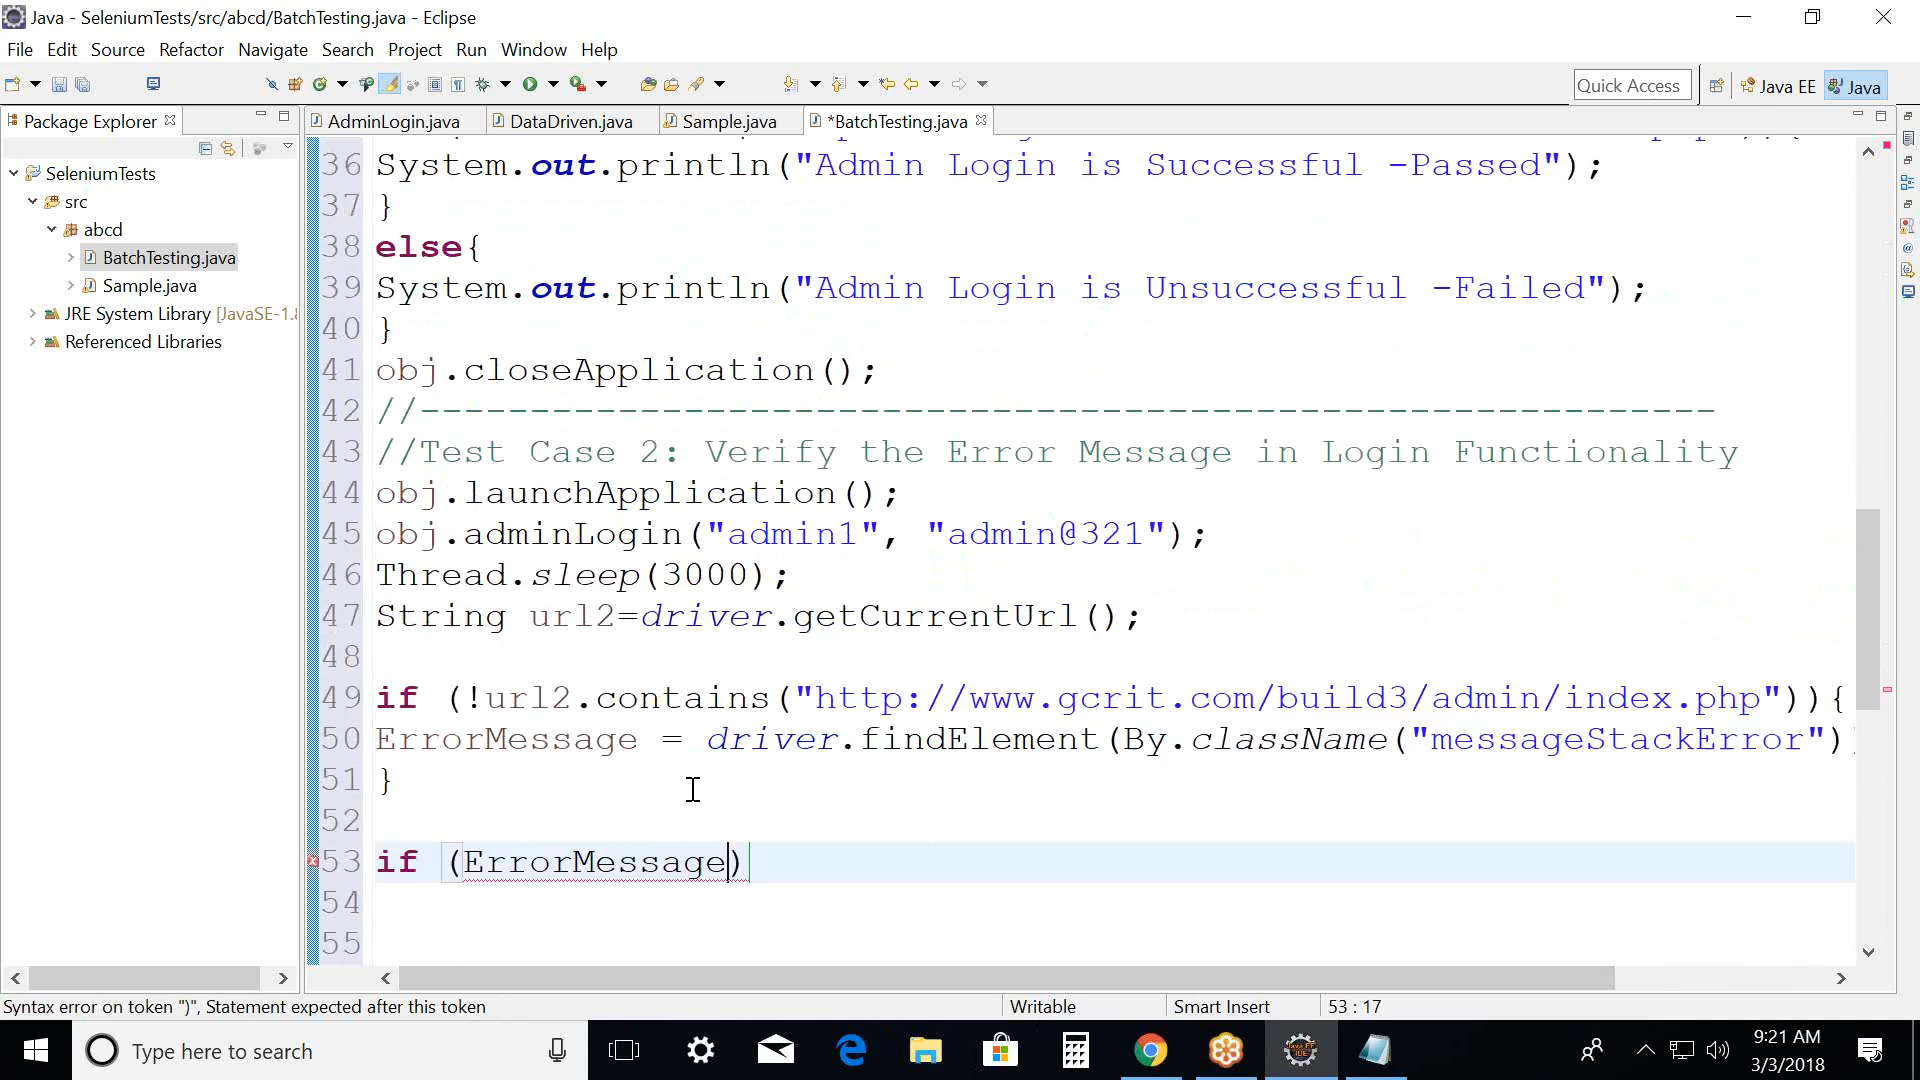 Java - SeleniumTests/src/abcd/BatchTesting.java - Eclipse
File Edit Source Refactor Navigate Search Project Run Window Help
Quick Access Java EE Java
Package Explorer AdminLogin.java DataDriven.java Sample.java *BatchTesting.java
SeleniumTests
src
abcd
BatchTesting.java
Sample.java
JRE System Library [JavaSE-1.8
Referenced Libraries
36 System.out.println("Admin Login is Successful -Passed");
37 }
38 else{
39 System.out.println("Admin Login is Unsuccessful -Failed");
40 }
41 obj.closeApplication();
42 //-----------------------------------------------------------
43 //Test Case 2: Verify the Error Message in Login Functionality
44 obj.launchApplication();
45 obj.adminLogin("admin1", "admin@321");
46 Thread.sleep(3000);
47 String url2=driver.getCurrentUrl();
48
49 if (!url2.contains("http://www.gcrit.com/build3/admin/index.php")){
50 ErrorMessage = driver.findElement(By.className("messageStackError")
51 }
52
53 if (ErrorMessage)
54
55
Syntax error on token ")", Statement expected after this token Writable Smart Insert 53 : 17
Type here to search
9:21 AM
3/3/2018